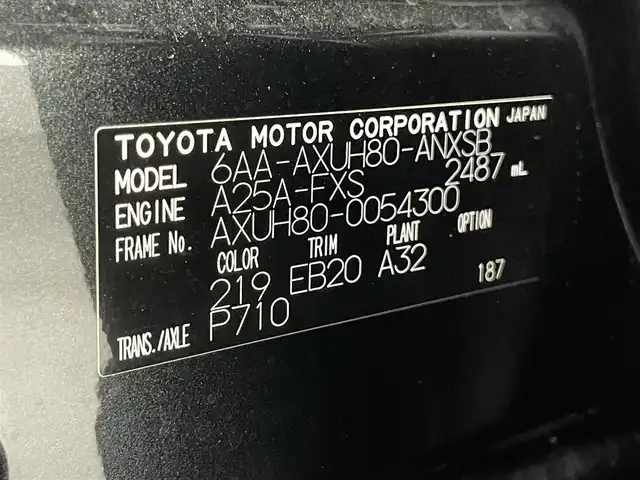 TOYOTA MOTOR CORPORATION JAPAN
MODEL 6AA-AXUH80-ANXSB
ENGINE A25A-FXS 2487 mL
FRAME No. AXUH80-0054300
COLOR TRIM PLANT OPTION
219 EB20 A32 187
TRANS./AXLE P710